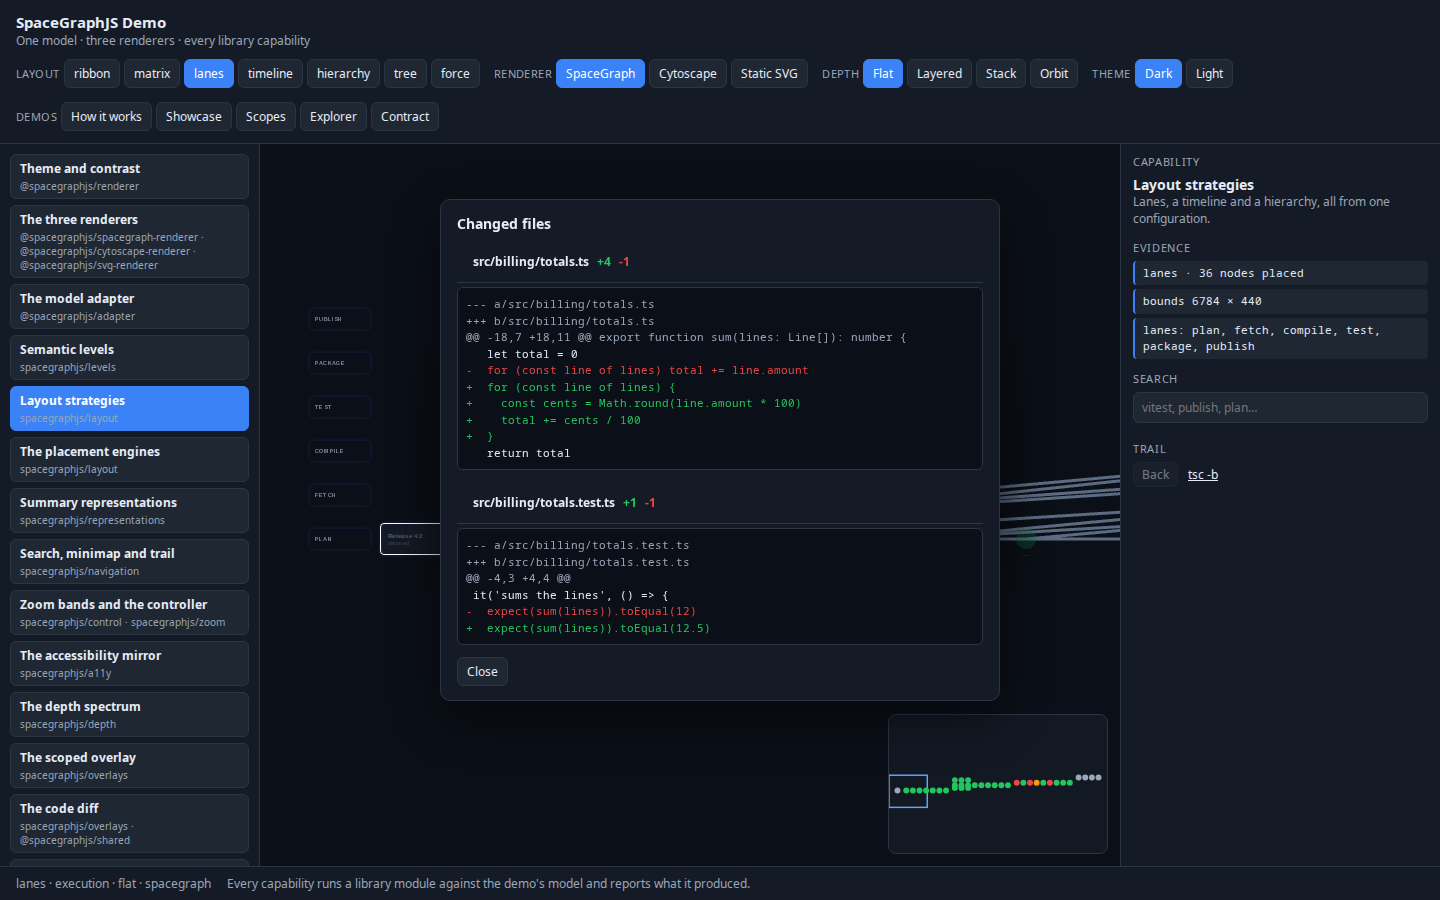 SpaceGraphJS Demo
One model · three renderers · every library capability
LAYOUT ribbon matrix lanes timeline hierarchy tree force RENDERER SpaceGraph Cytoscape Static SVG DEPTH Flat Layered Stack Orbit THEME Dark Light
DEMOS How it works Showcase Scopes Explorer Contract
Theme and contrast
@spacegraphjs/renderer
The three renderers
@spacegraphjs/spacegraph-renderer ·
@spacegraphjs/cytoscape-renderer ·
@spacegraphjs/svg-renderer
The model adapter
@spacegraphjs/adapter
Semantic levels
spacegraphjs/levels
Layout strategies
spacegraphjs/layout
The placement engines
spacegraphjs/layout
Summary representations
spacegraphjs/representations
Search, minimap and trail
spacegraphjs/navigation
Zoom bands and the controller
spacegraphjs/control · spacegraphjs/zoom
The accessibility mirror
spacegraphjs/a11y
The depth spectrum
spacegraphjs/depth
The scoped overlay
spacegraphjs/overlays
The code diff
spacegraphjs/overlays ·
@spacegraphjs/shared
PUBLISH
PACKAGE
TEST
COMPILE
FETCH
PLAN
Release 4.2
planned
Changed files
src/billing/totals.ts +4 -1
--- a/src/billing/totals.ts
+++ b/src/billing/totals.ts
@@ -18,7 +18,11 @@ export function sum(lines: Line[]): number {
   let total = 0
-  for (const line of lines) total += line.amount
+  for (const line of lines) {
+    const cents = Math.round(line.amount * 100)
+    total += cents / 100
+  }
   return total
src/billing/totals.test.ts +1 -1
--- a/src/billing/totals.test.ts
+++ b/src/billing/totals.test.ts
@@ -4,3 +4,4 @@
 it('sums the lines', () => {
-  expect(sum(lines)).toEqual(12)
+  expect(sum(lines)).toEqual(12.5)
Close
CAPABILITY
Layout strategies
Lanes, a timeline and a hierarchy, all from one
configuration.
EVIDENCE
lanes · 36 nodes placed
bounds 6784 × 440
lanes: plan, fetch, compile, test,
package, publish
SEARCH
vitest, publish, plan…
TRAIL
Back tsc -b
lanes · execution · flat · spacegraph Every capability runs a library module against the demo's model and reports what it produced.